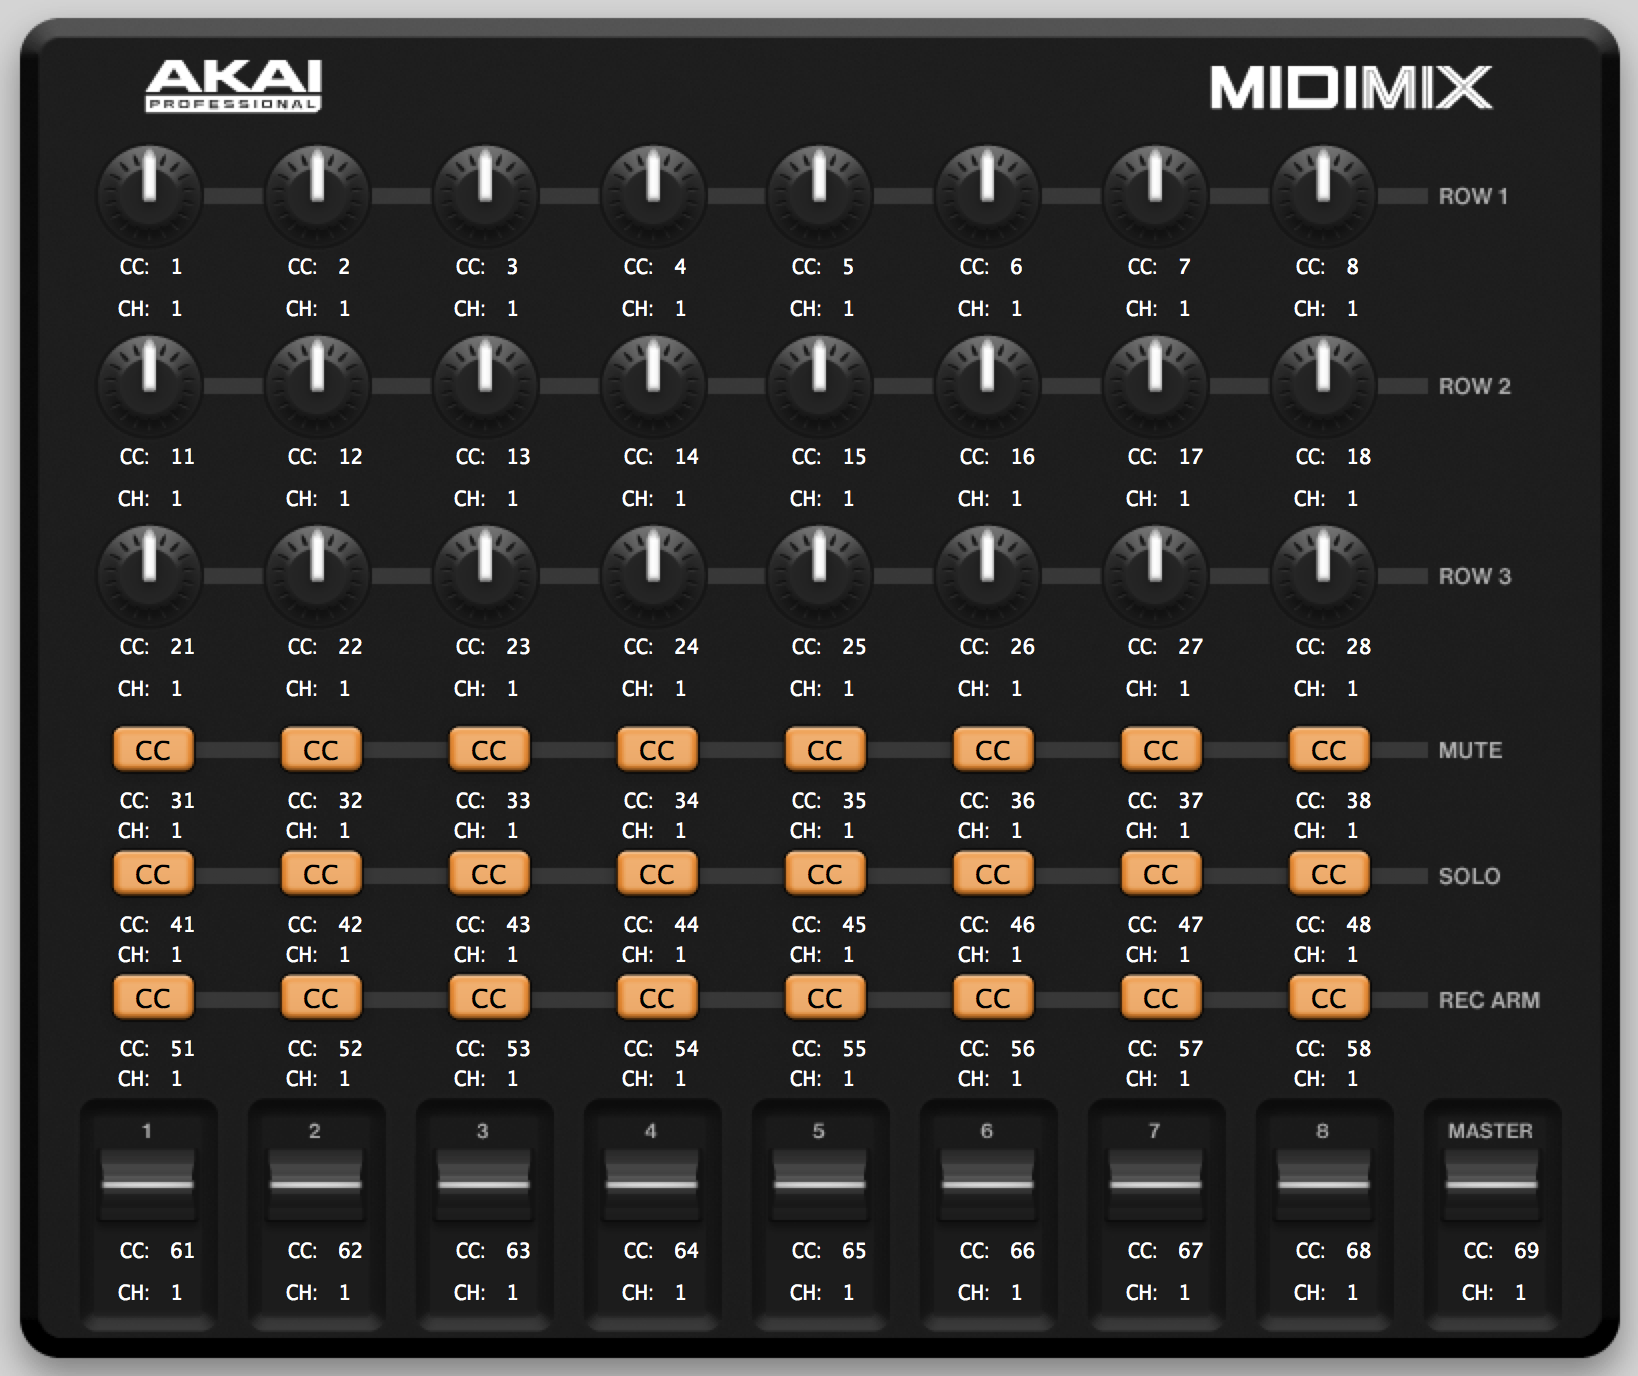 AKAI PROFESSIONAL MIDIMIX
ROW 1
CC: 1 CC: 2 CC: 3 CC: 4 CC: 5 CC: 6 CC: 7 CC: 8
CH: 1 CH: 1 CH: 1 CH: 1 CH: 1 CH: 1 CH: 1 CH: 1
ROW 2
CC: 11 CC: 12 CC: 13 CC: 14 CC: 15 CC: 16 CC: 17 CC: 18
CH: 1 CH: 1 CH: 1 CH: 1 CH: 1 CH: 1 CH: 1 CH: 1
ROW 3
CC: 21 CC: 22 CC: 23 CC: 24 CC: 25 CC: 26 CC: 27 CC: 28
CH: 1 CH: 1 CH: 1 CH: 1 CH: 1 CH: 1 CH: 1 CH: 1
CC CC CC CC CC CC CC CC MUTE
CC: 31 CC: 32 CC: 33 CC: 34 CC: 35 CC: 36 CC: 37 CC: 38
CH: 1 CH: 1 CH: 1 CH: 1 CH: 1 CH: 1 CH: 1 CH: 1
CC CC CC CC CC CC CC CC SOLO
CC: 41 CC: 42 CC: 43 CC: 44 CC: 45 CC: 46 CC: 47 CC: 48
CH: 1 CH: 1 CH: 1 CH: 1 CH: 1 CH: 1 CH: 1 CH: 1
CC CC CC CC CC CC CC CC REC ARM
CC: 51 CC: 52 CC: 53 CC: 54 CC: 55 CC: 56 CC: 57 CC: 58
CH: 1 CH: 1 CH: 1 CH: 1 CH: 1 CH: 1 CH: 1 CH: 1
1 2 3 4 5 6 7 8 MASTER
CC: 61 CC: 62 CC: 63 CC: 64 CC: 65 CC: 66 CC: 67 CC: 68 CC: 69
CH: 1 CH: 1 CH: 1 CH: 1 CH: 1 CH: 1 CH: 1 CH: 1 CH: 1